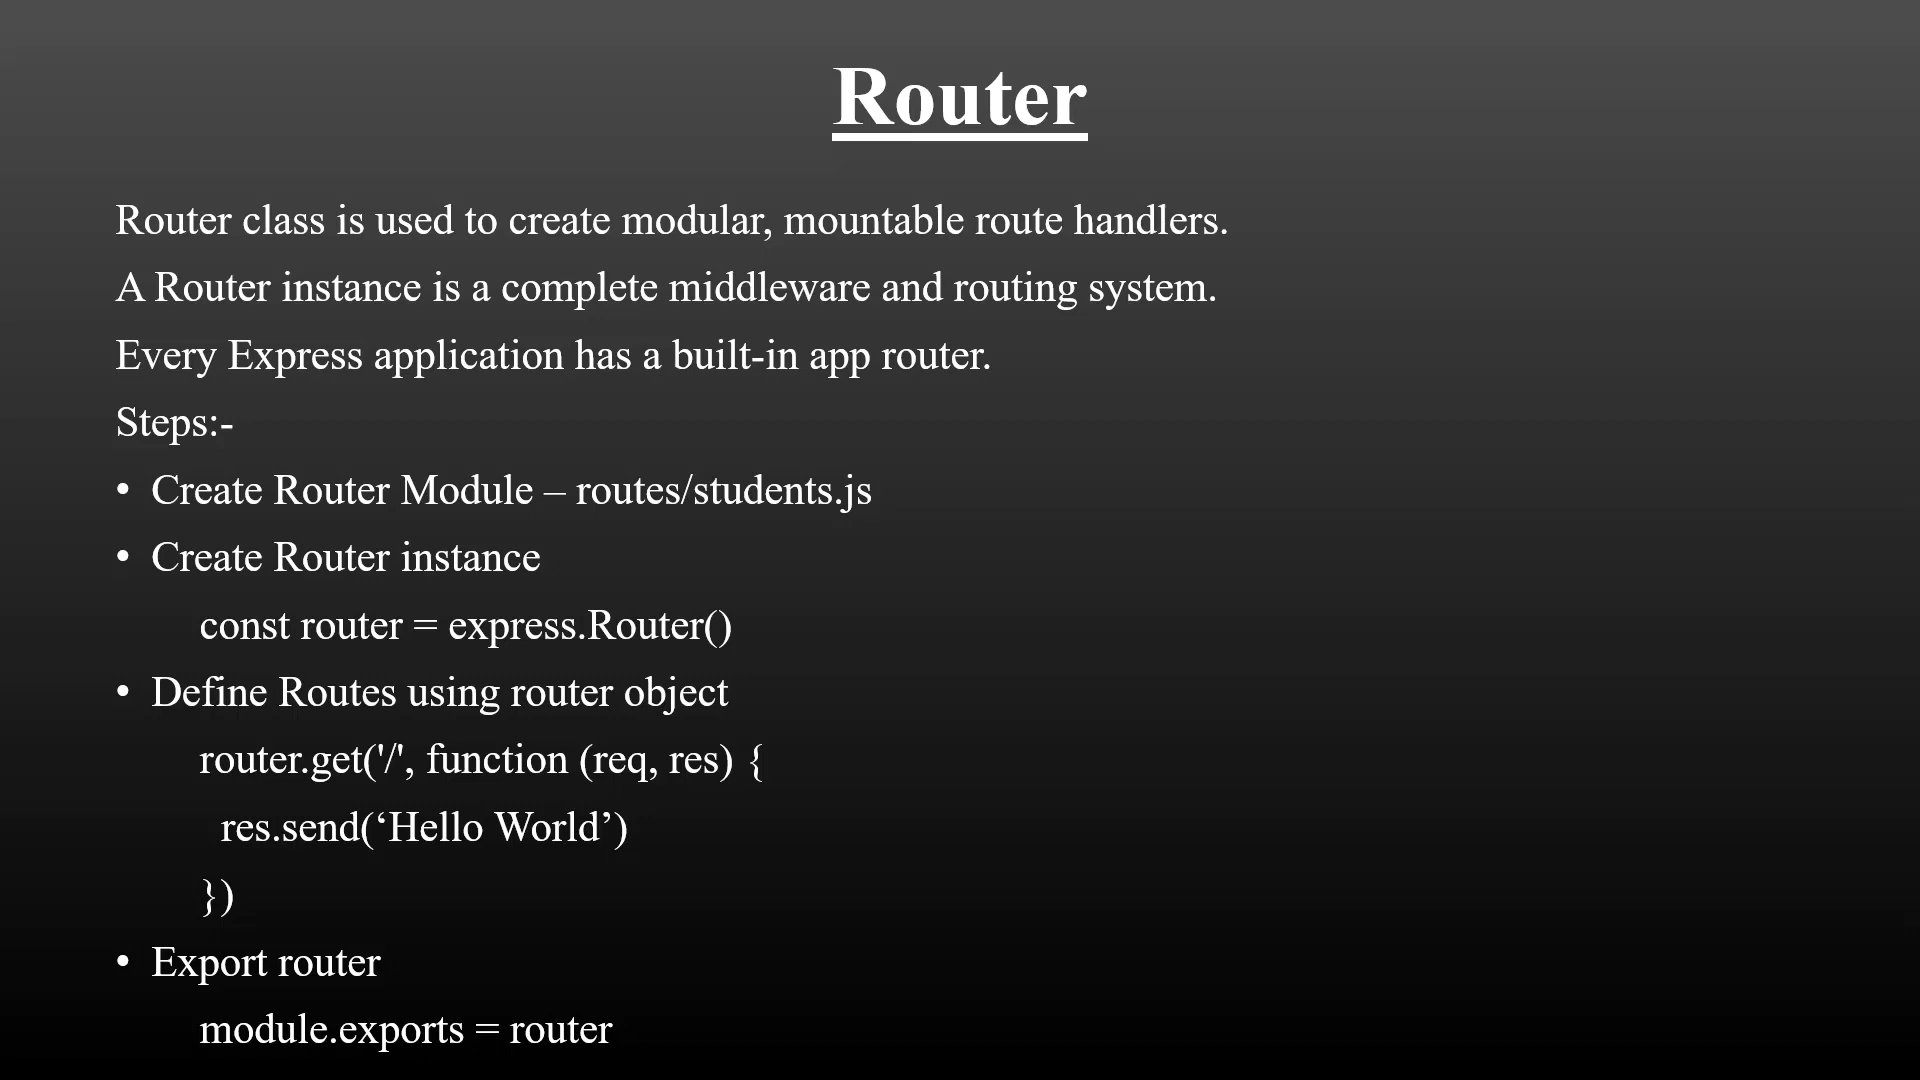 Router
Router class is used to create modular, mountable route handlers.
A Router instance is a complete middleware and routing system.
Every Express application has a built-in app router.
Steps:-
• Create Router Module – routes/students.js
• Create Router instance
const router = express.Router()
• Define Routes using router object
router.get('/', function (req, res) {
res.send(‘Hello World’)
})
• Export router
module.exports = router